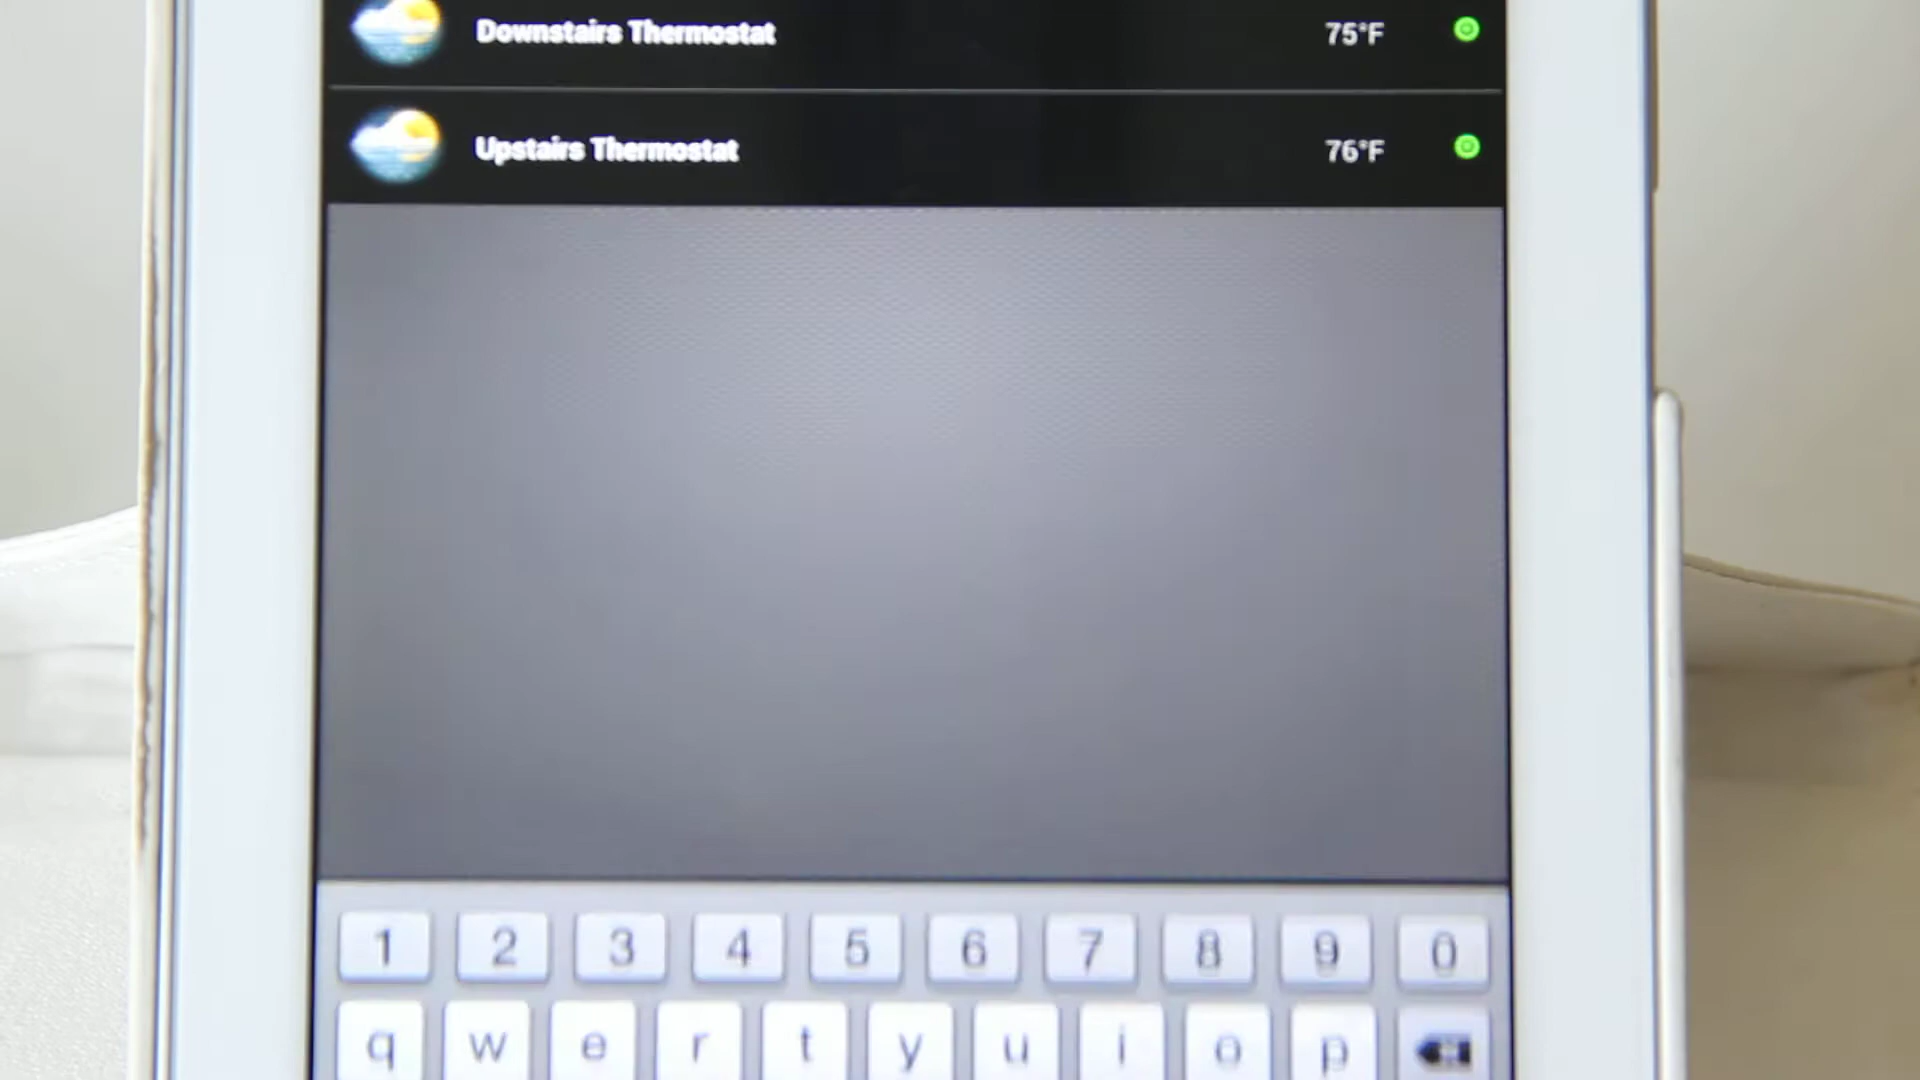 Downstairs Thermostat 75°F
Upstairs Thermostat 76°F
1 2 3 4 5 6 7 8 9 0
q w e r t y u i o p